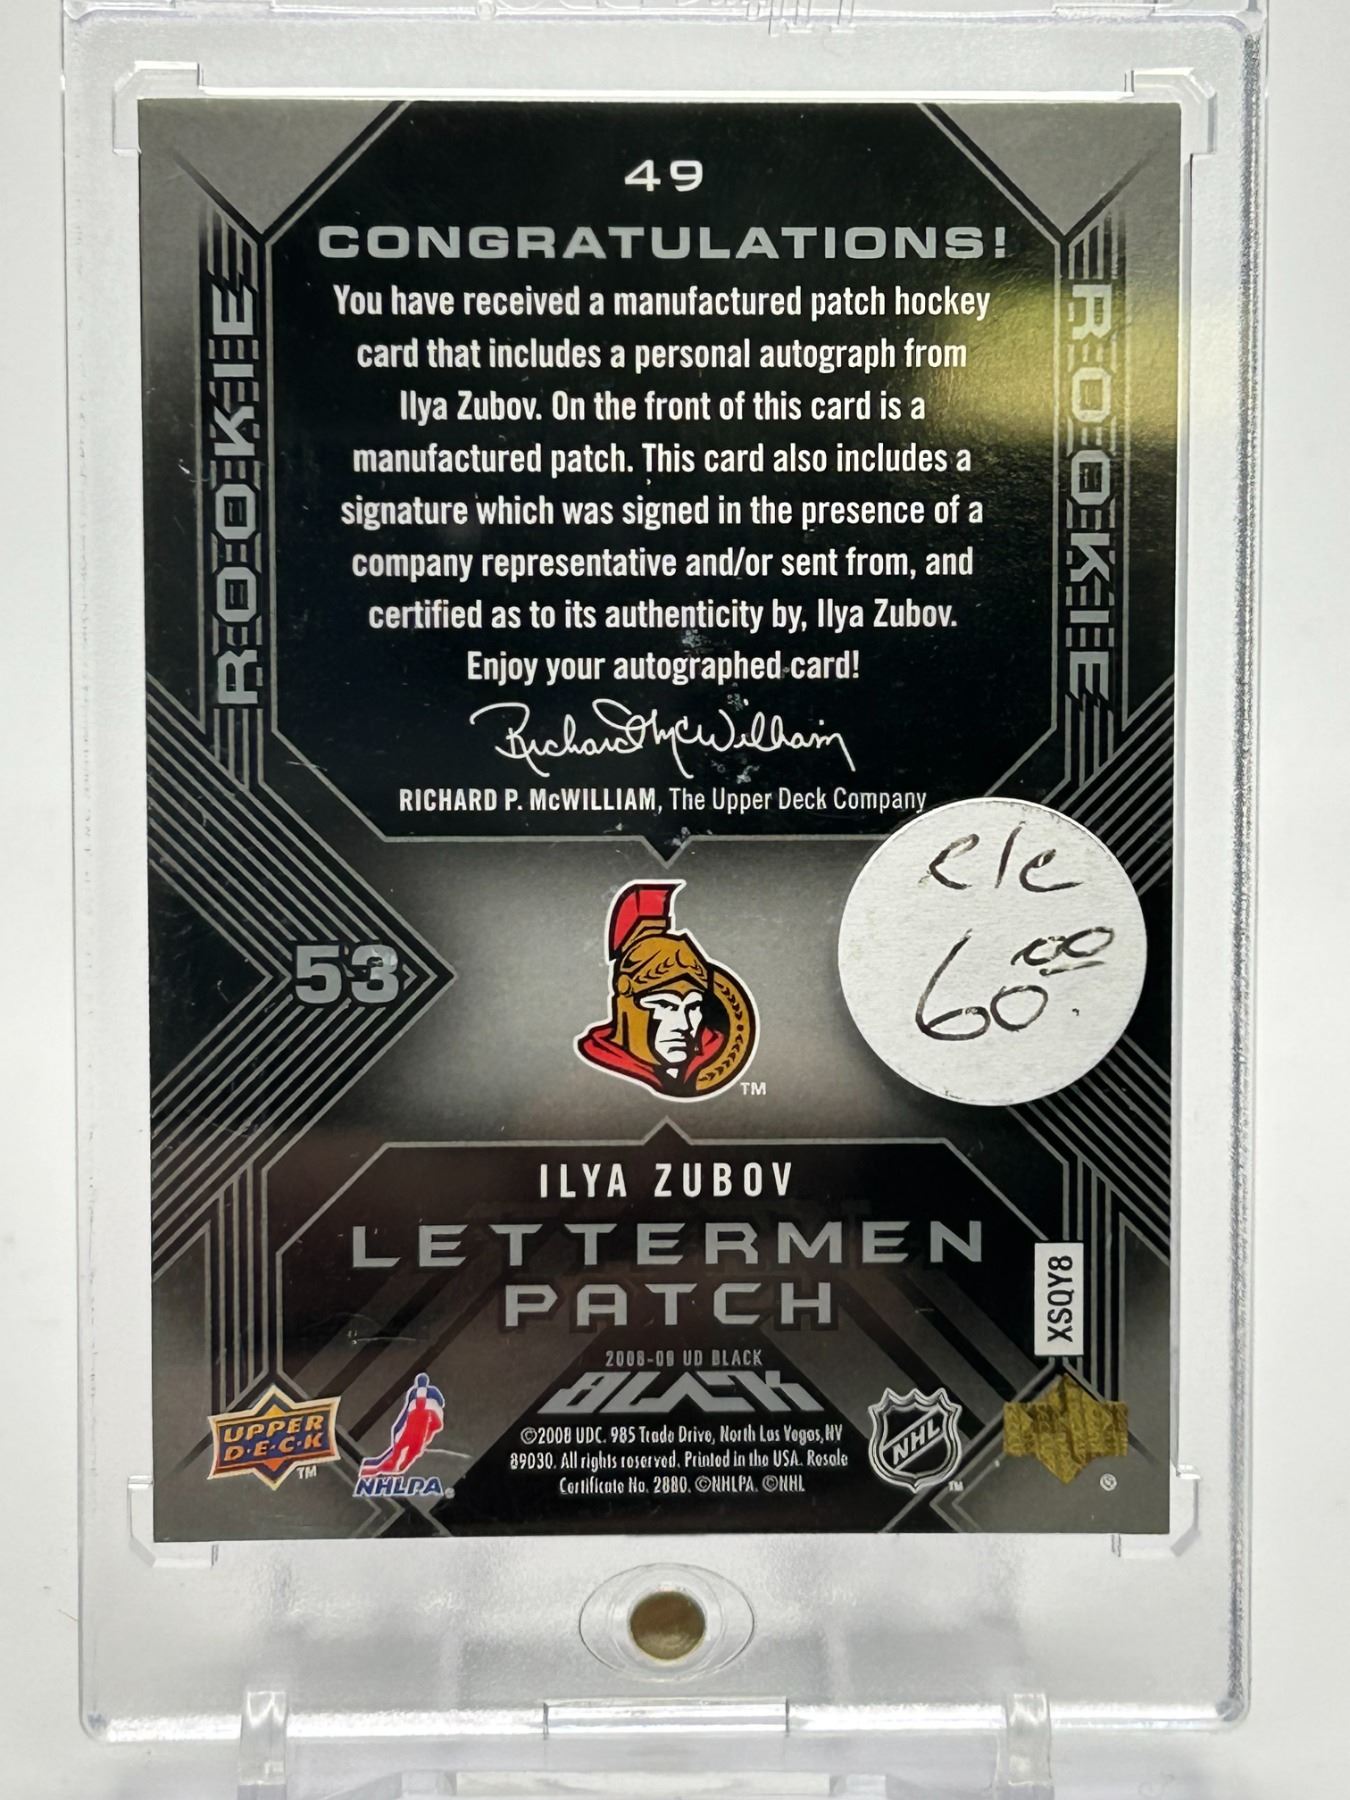 49
CONGRATULATIONS!
You have received a manufactured patch hockey
card that includes a personal autograph from
Ilya Zubov. On the front of this card is a
manufactured patch. This card also includes a
signature which was signed in the presence of a
company representative and/or sent from, and
certified as to its authenticity by, Ilya Zubov.
Enjoy your autographed card!
Richard McWilliam
RICHARD P. McWILLIAM, The Upper Deck Company
ROOKIE
ROOKIE
53
TM
60.00
ILYA ZUBOV
LETTERMEN
PATCH
XSQY8
2008-09 UD BLACK
BLACK
©2008 UDC. 985 Trade Drive, North Las Vegas, NV
89030. All rights reserved. Printed in the USA. Resale
Certificate No. 2880. ©NHLPA. ©NHL
UPPER
D·E·C·K
TM
NHLPA®
NHL
TM
®